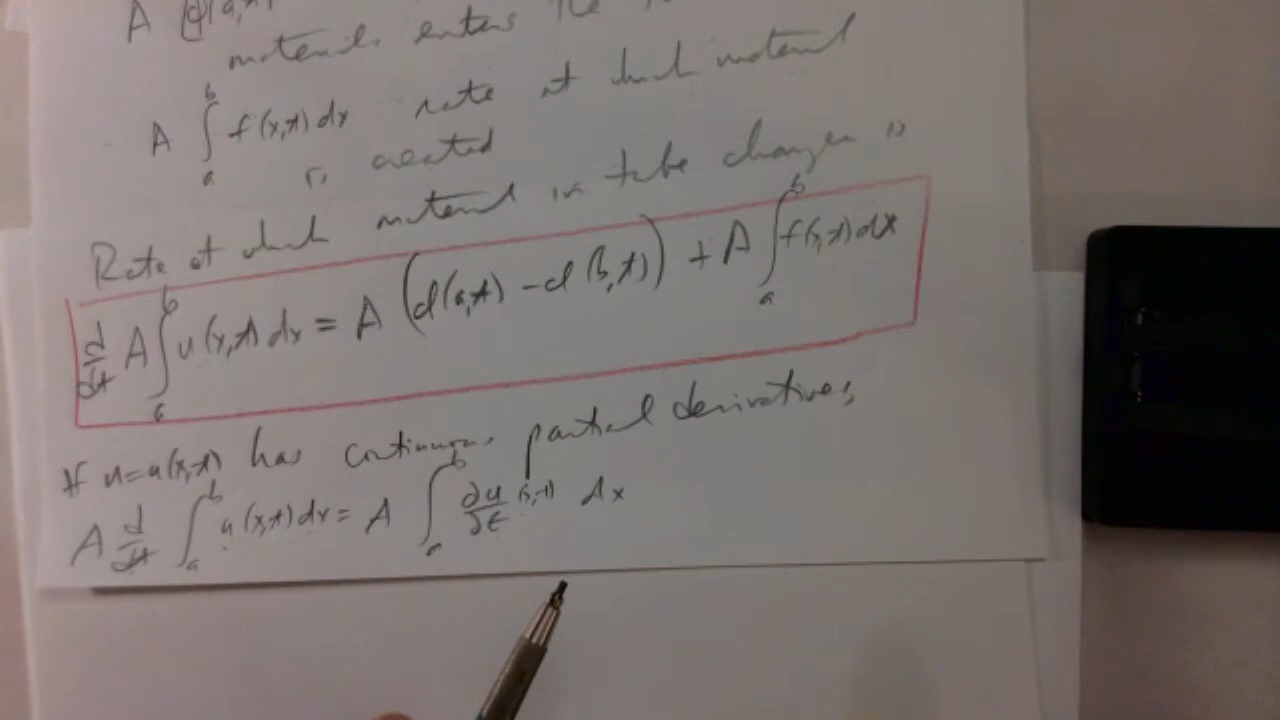 A
material enters the
A ∫_a^b f(x,t) dx rate at which material
is created
Rate at which material in tube changes is
d/dt A ∫_a^b u(x,t) dx = A (d(a,t) - d(b,t)) + A ∫_a^b f(x,t) dx
If u=u(x,t) has continuous partial derivatives,
A d/dt ∫_a^b u(x,t) dx = A ∫_a^b ∂u/∂t (x,t) dx